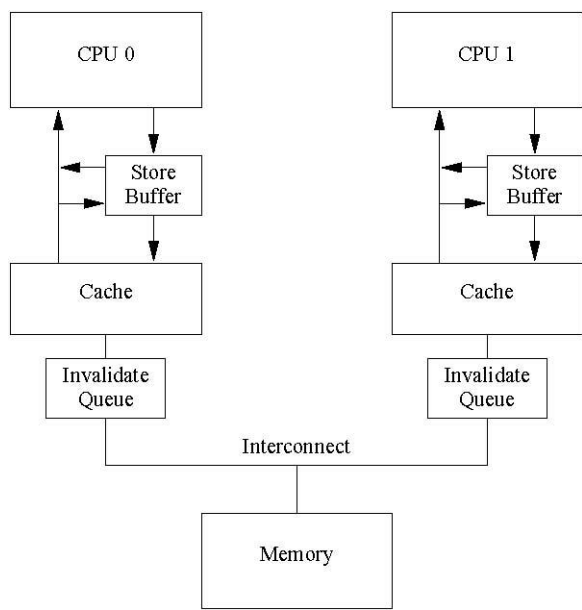 CPU 0
CPU 1
Store
Buffer
Store
Buffer
Cache
Cache
Invalidate
Queue
Invalidate
Queue
Interconnect
Memory